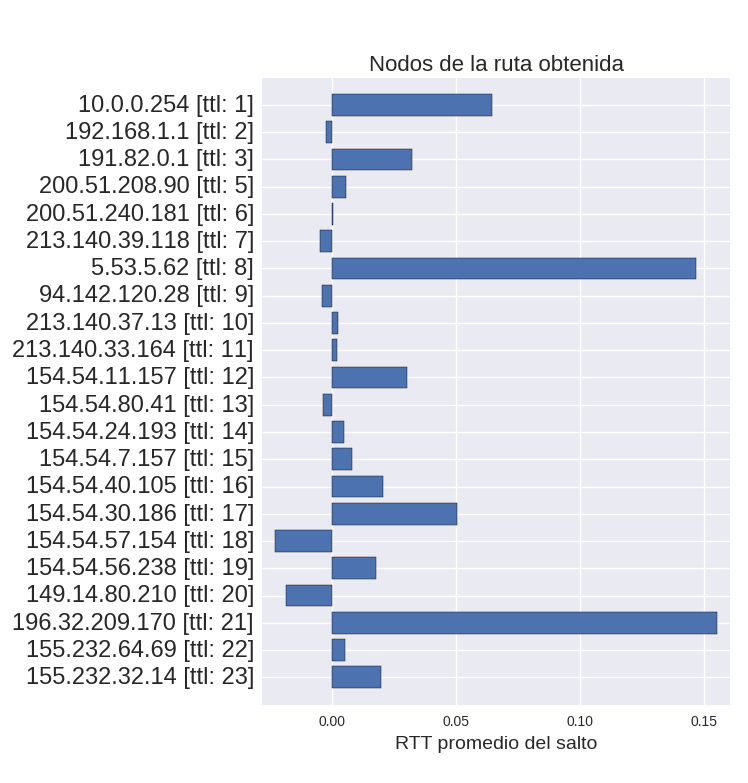 Nodos de la ruta obtenida
10.0.0.254 [ttl: 1]
192.168.1.1 [ttl: 2]
191.82.0.1 [ttl: 3]
200.51.208.90 [ttl: 5]
200.51.240.181 [ttl: 6]
213.140.39.118 [ttl: 7]
5.53.5.62 [ttl: 8]
94.142.120.28 [ttl: 9]
213.140.37.13 [ttl: 10]
213.140.33.164 [ttl: 11]
154.54.11.157 [ttl: 12]
154.54.80.41 [ttl: 13]
154.54.24.193 [ttl: 14]
154.54.7.157 [ttl: 15]
154.54.40.105 [ttl: 16]
154.54.30.186 [ttl: 17]
154.54.57.154 [ttl: 18]
154.54.56.238 [ttl: 19]
149.14.80.210 [ttl: 20]
196.32.209.170 [ttl: 21]
155.232.64.69 [ttl: 22]
155.232.32.14 [ttl: 23]
0.00 0.05 0.10 0.15
RTT promedio del salto